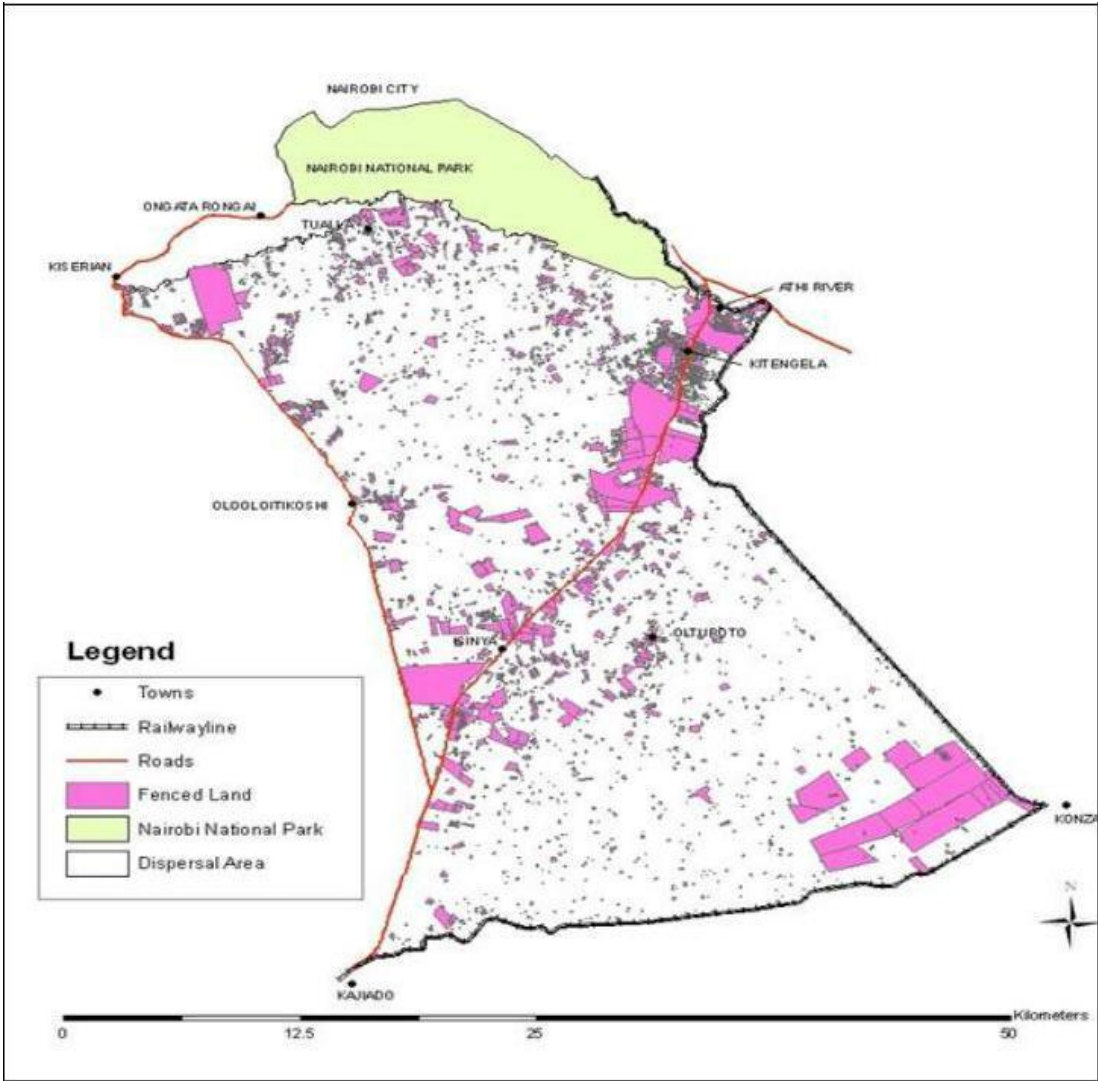 NAIROBI CITY
NAIROBI NATIONAL PARK
ONGATA RONGAI
KISERIAN
ATHI RIVER
KITENGELA
OLOOLOITIKOSHI
ISINYA
OLTUROTO
Legend
Towns
Railwayline
Roads
Fenced Land
Nairobi National Park
Dispersal Area
KONZA
N
KAJIADO
Kilometers
0 12.5 25 50